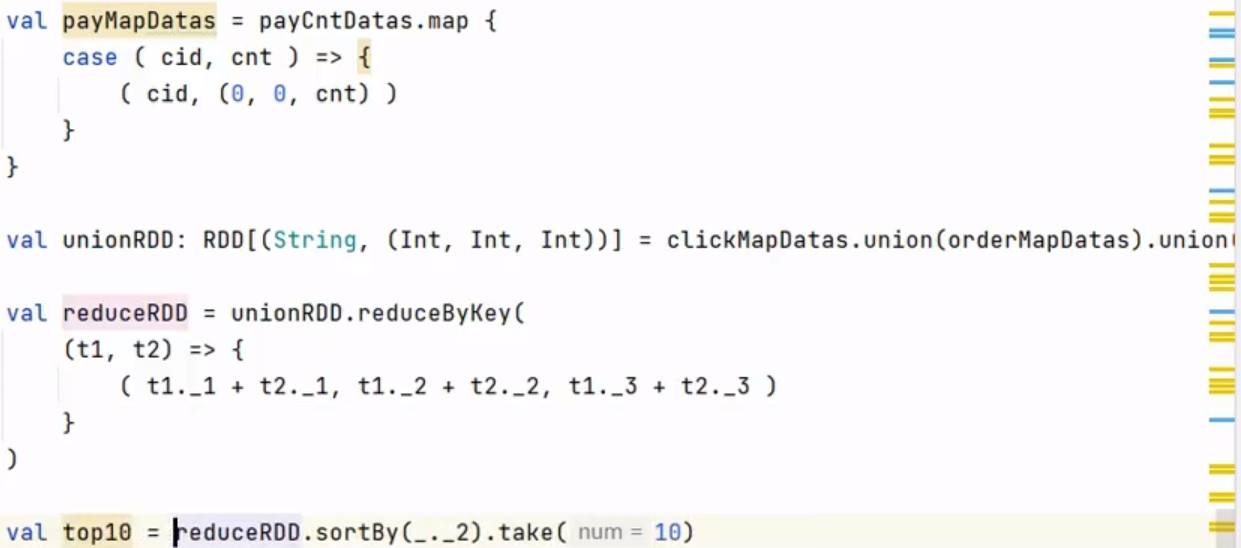 val payMapDatas = payCntDatas.map {
    case ( cid, cnt ) => {
        ( cid, (0, 0, cnt) )
    }
}

val unionRDD: RDD[(String, (Int, Int, Int))] = clickMapDatas.union(orderMapDatas).union(

val reduceRDD = unionRDD.reduceByKey(
    (t1, t2) => {
        ( t1._1 + t2._1, t1._2 + t2._2, t1._3 + t2._3 )
    }
)

val top10 = reduceRDD.sortBy(_._2).take( num = 10)